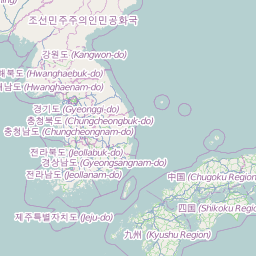 조선민주주의인민공화국
강원도 (Kangwon-do)
해북도 (Hwanghaebuk-do)
해남도 (Hwanghaenam-do)
경기도 (Gyeonggi-do)
충청북도 (Chungcheongbuk-do)
충청남도 (Chungcheongnam-do)
전라북도 (Jeollabuk-do)
경상남도 (Gyeongsangnam-do)
전라남도 (Jeollanam-do)
中国 (Chugoku Region)
四国 (Shikoku Region)
제주특별자치도 (Jeju-do)
九州 (Kyushu Region)